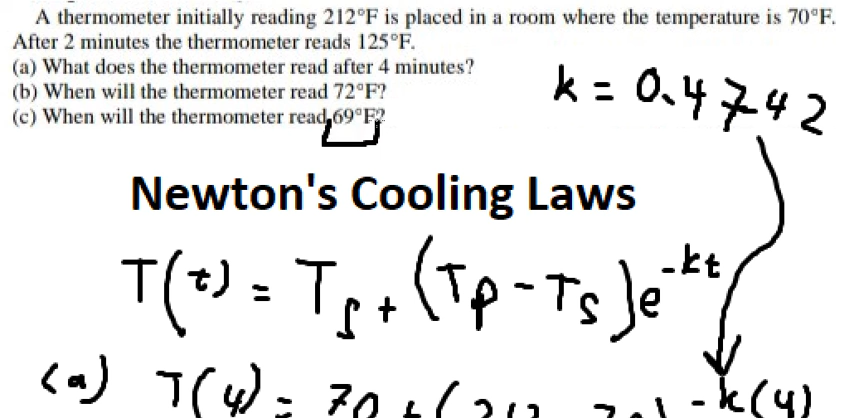 A thermometer initially reading 212°F is placed in a room where the temperature is 70°F.
After 2 minutes the thermometer reads 125°F.
(a) What does the thermometer read after 4 minutes?
(b) When will the thermometer read 72°F?
(c) When will the thermometer read 69°F?
k = 0.4742
Newton's Cooling Laws
T(t) = Ts + (Tp - Ts)e^-kt
(a) T(4) = 70 + (212 - 70) -k(4)